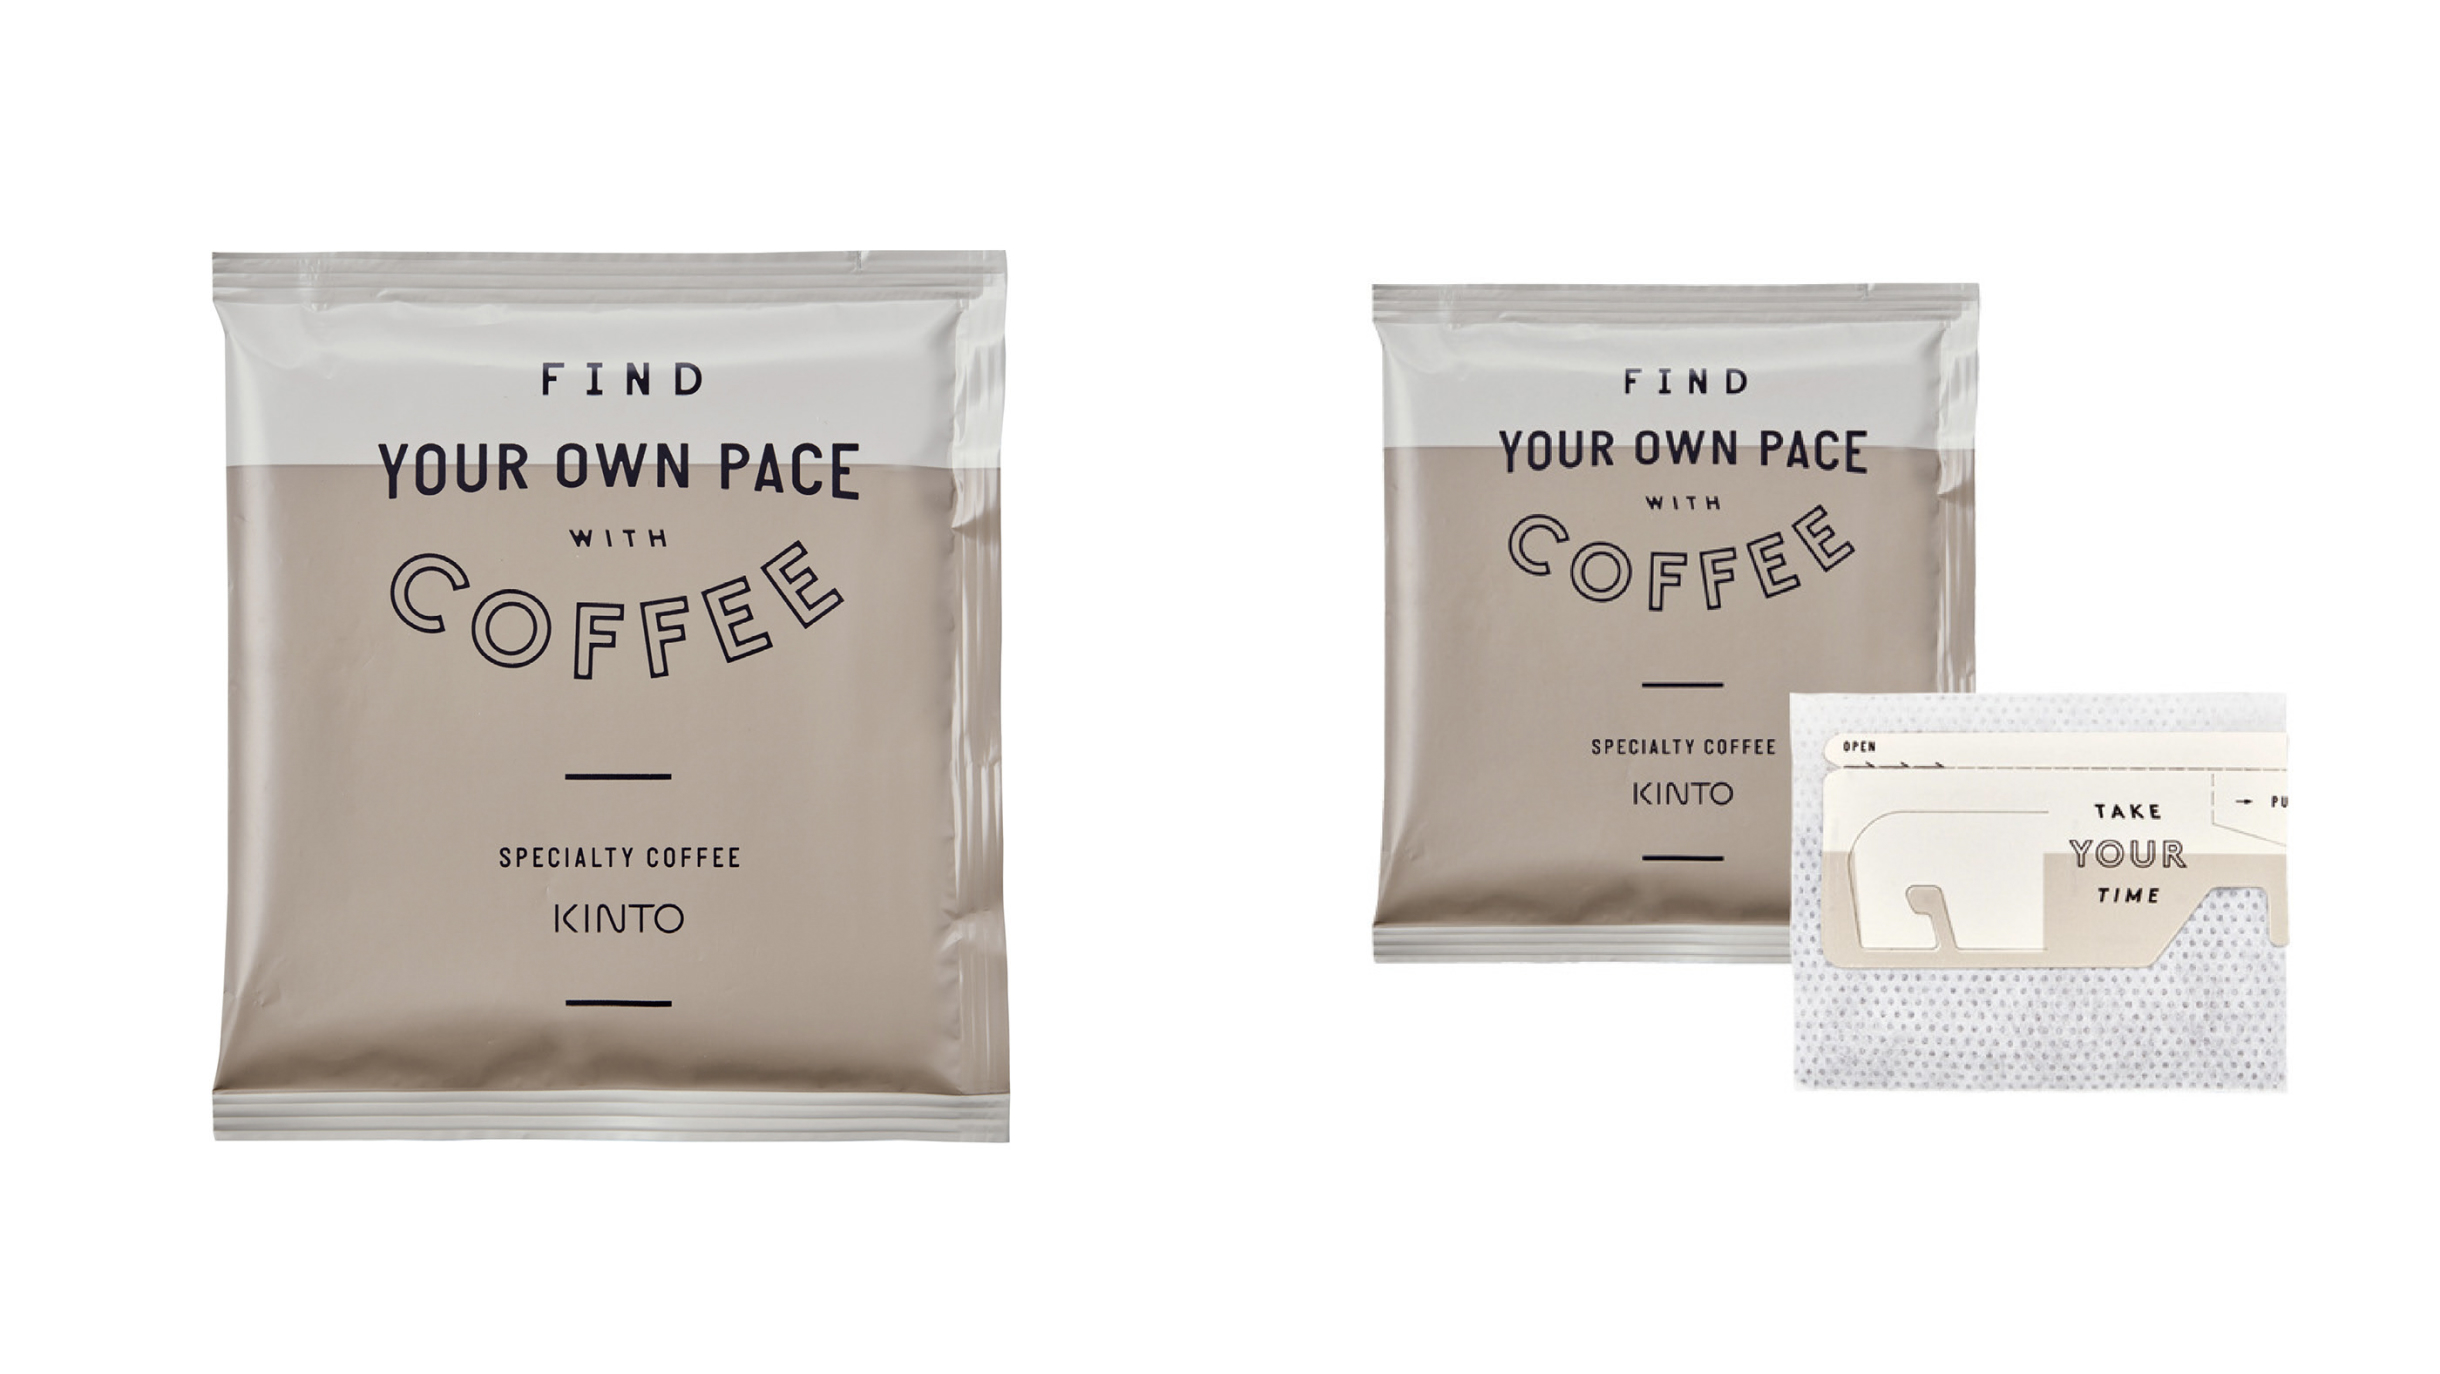 FIND
YOUR OWN PACE
WITH
COFFEE
SPECIALTY COFFEE
KINTO
FIND
YOUR OWN PACE
WITH
COFFEE
SPECIALTY COFFEE
KINTO
OPEN
TAKE
YOUR
TIME
PU